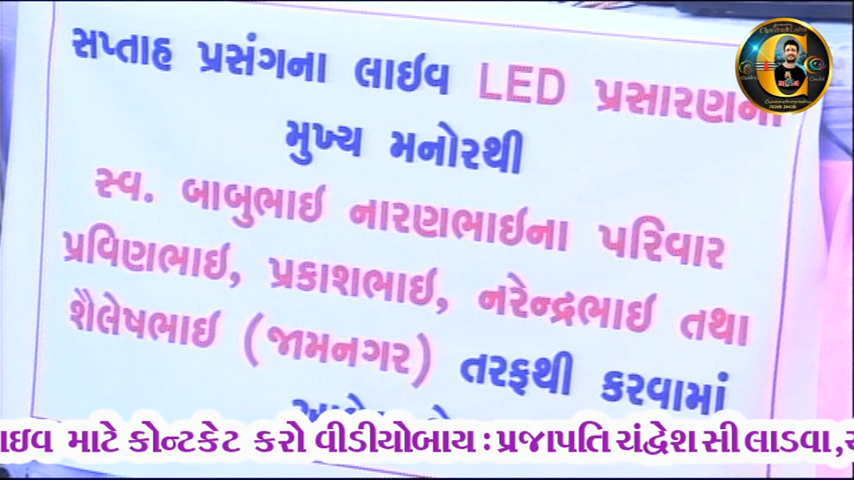 સપ્તાહ પ્રસંગના લાઈવ LED પ્રસારણના
મુખ્ય મનોરથી
સ્વ. બાબુભાઈ નારણભાઈના પરિવાર
પ્રવિણભાઈ, પ્રકાશભાઈ, નરેન્દ્રભાઈ તથા
શૈલેષભાઈ (જામનગર) તરફથી કરવામાં
માટે કોન્ટકેટ કરો વીડીયોબાય : પ્રજાપતિ ચંદ્વેશ સી લાડવા ,